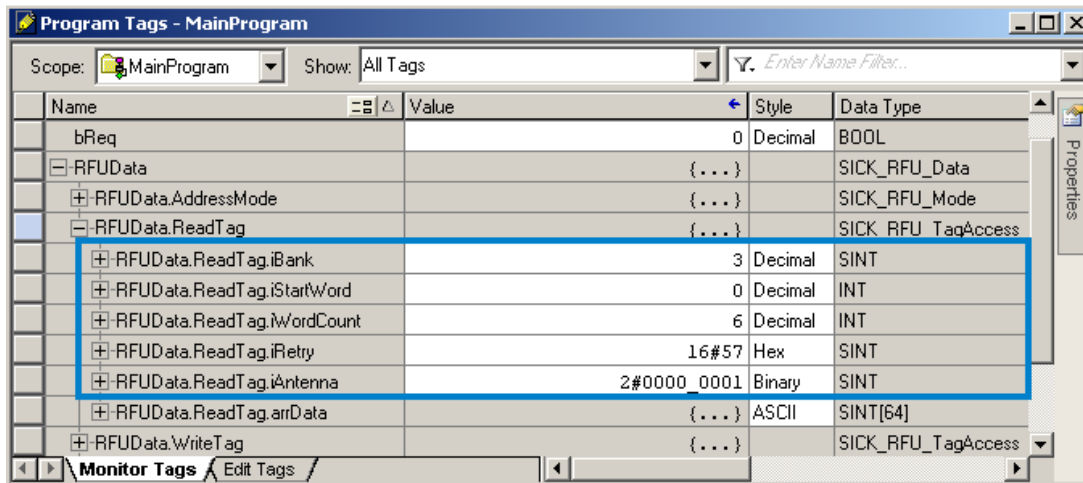 Program Tags - MainProgram
Scope: MainProgram Show: All Tags Enter Name Filter...
Name Value Style Data Type
bReq 0 Decimal BOOL
RFUData {...} SICK_RFU_Data
RFUData.AddressMode {...} SICK_RFU_Mode
RFUData.ReadTag {...} SICK_RFU_TagAccess
RFUData.ReadTag.iBank 3 Decimal SINT
RFUData.ReadTag.iStartWord 0 Decimal INT
RFUData.ReadTag.iWordCount 6 Decimal INT
RFUData.ReadTag.iRetry 16#57 Hex SINT
RFUData.ReadTag.iAntenna 2#0000_0001 Binary SINT
RFUData.ReadTag.arrData {...} ASCII SINT[64]
RFUData.WriteTag {...} SICK_RFU_TagAccess
Monitor Tags Edit Tags
Properties